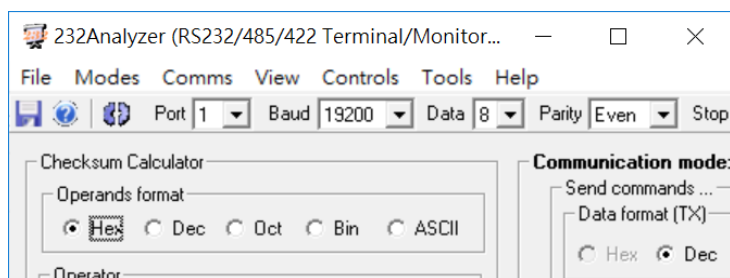 232Analyzer (RS232/485/422 Terminal/Monitor...
File Modes Comms View Controls Tools Help
Port 1 Baud 19200 Data 8 Parity Even Stop
Checksum Calculator
Communication mode:
Operands format
Send commands ...
Data format (TX)
Hex Dec Oct Bin ASCII
Hex Dec
Operator